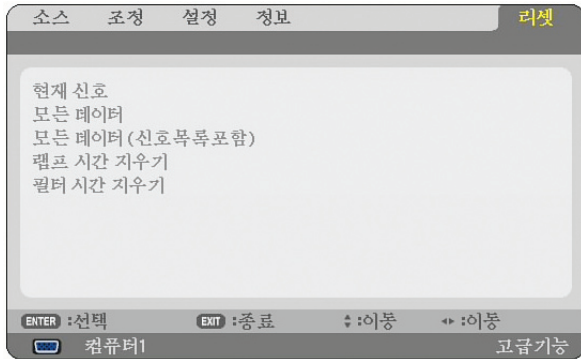 소스 조정 설정 정보 리셋
현재 신호
모든 데이터
모든 데이터(신호목록포함)
램프 시간 지우기
필터 시간 지우기
ENTER :선택 EXIT :종료 :이동 :이동
컴퓨터1 고급기능